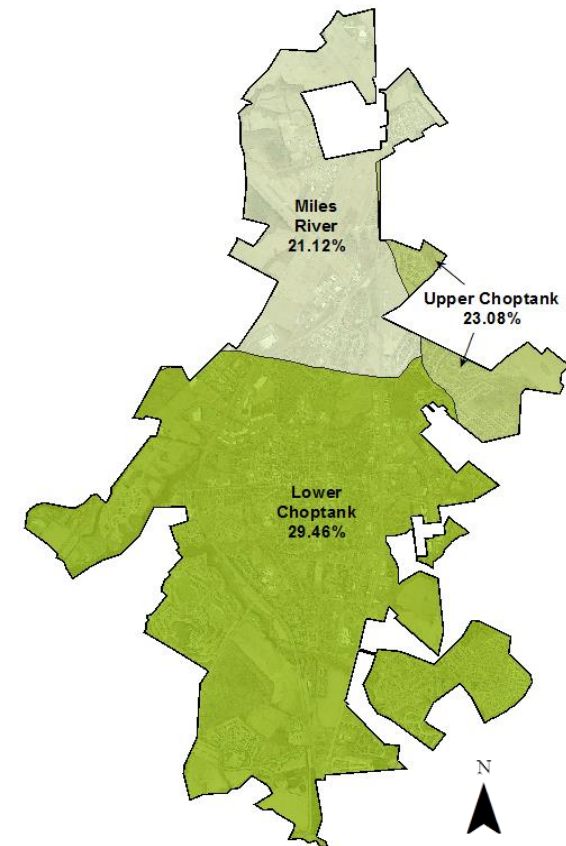 Miles
River
21.12%
Upper Choptank
23.08%
Lower
Choptank
29.46%
N